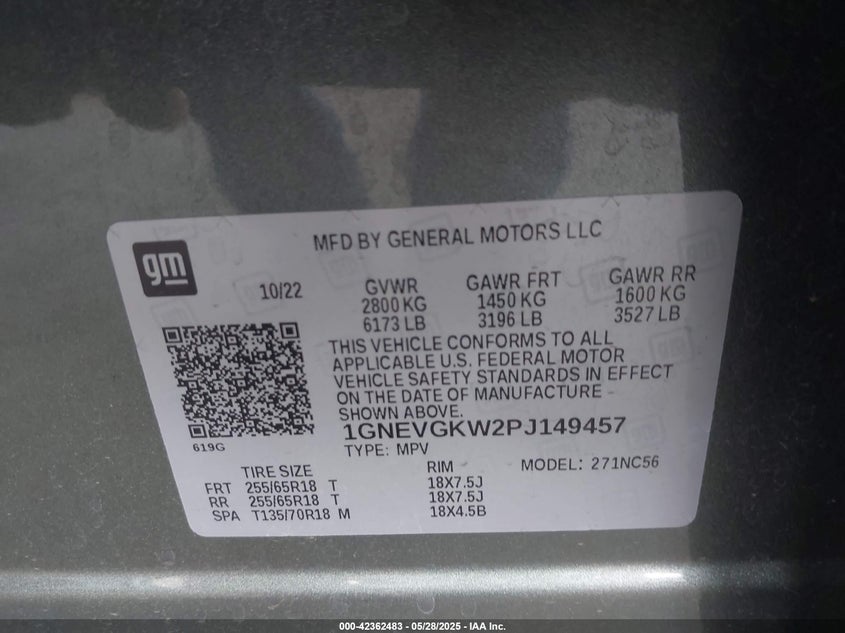 gm
MFD BY GENERAL MOTORS LLC
10/22
GVWR GAWR FRT GAWR RR
2800 KG 1450 KG 1600 KG
6173 LB 3196 LB 3527 LB
THIS VEHICLE CONFORMS TO ALL
APPLICABLE U.S. FEDERAL MOTOR
VEHICLE SAFETY STANDARDS IN EFFECT
ON THE DATE OF MANUFACTURE
SHOWN ABOVE.
1GNEVGKW2PJ149457
619G
TYPE: MPV MODEL: 271NC56
TIRE SIZE RIM
FRT 255/65R18 T 18X7.5J
RR 255/65R18 T 18X7.5J
SPA T135/70R18 M 18X4.5B
000-42362483 - 05/28/2025 - IAA Inc.